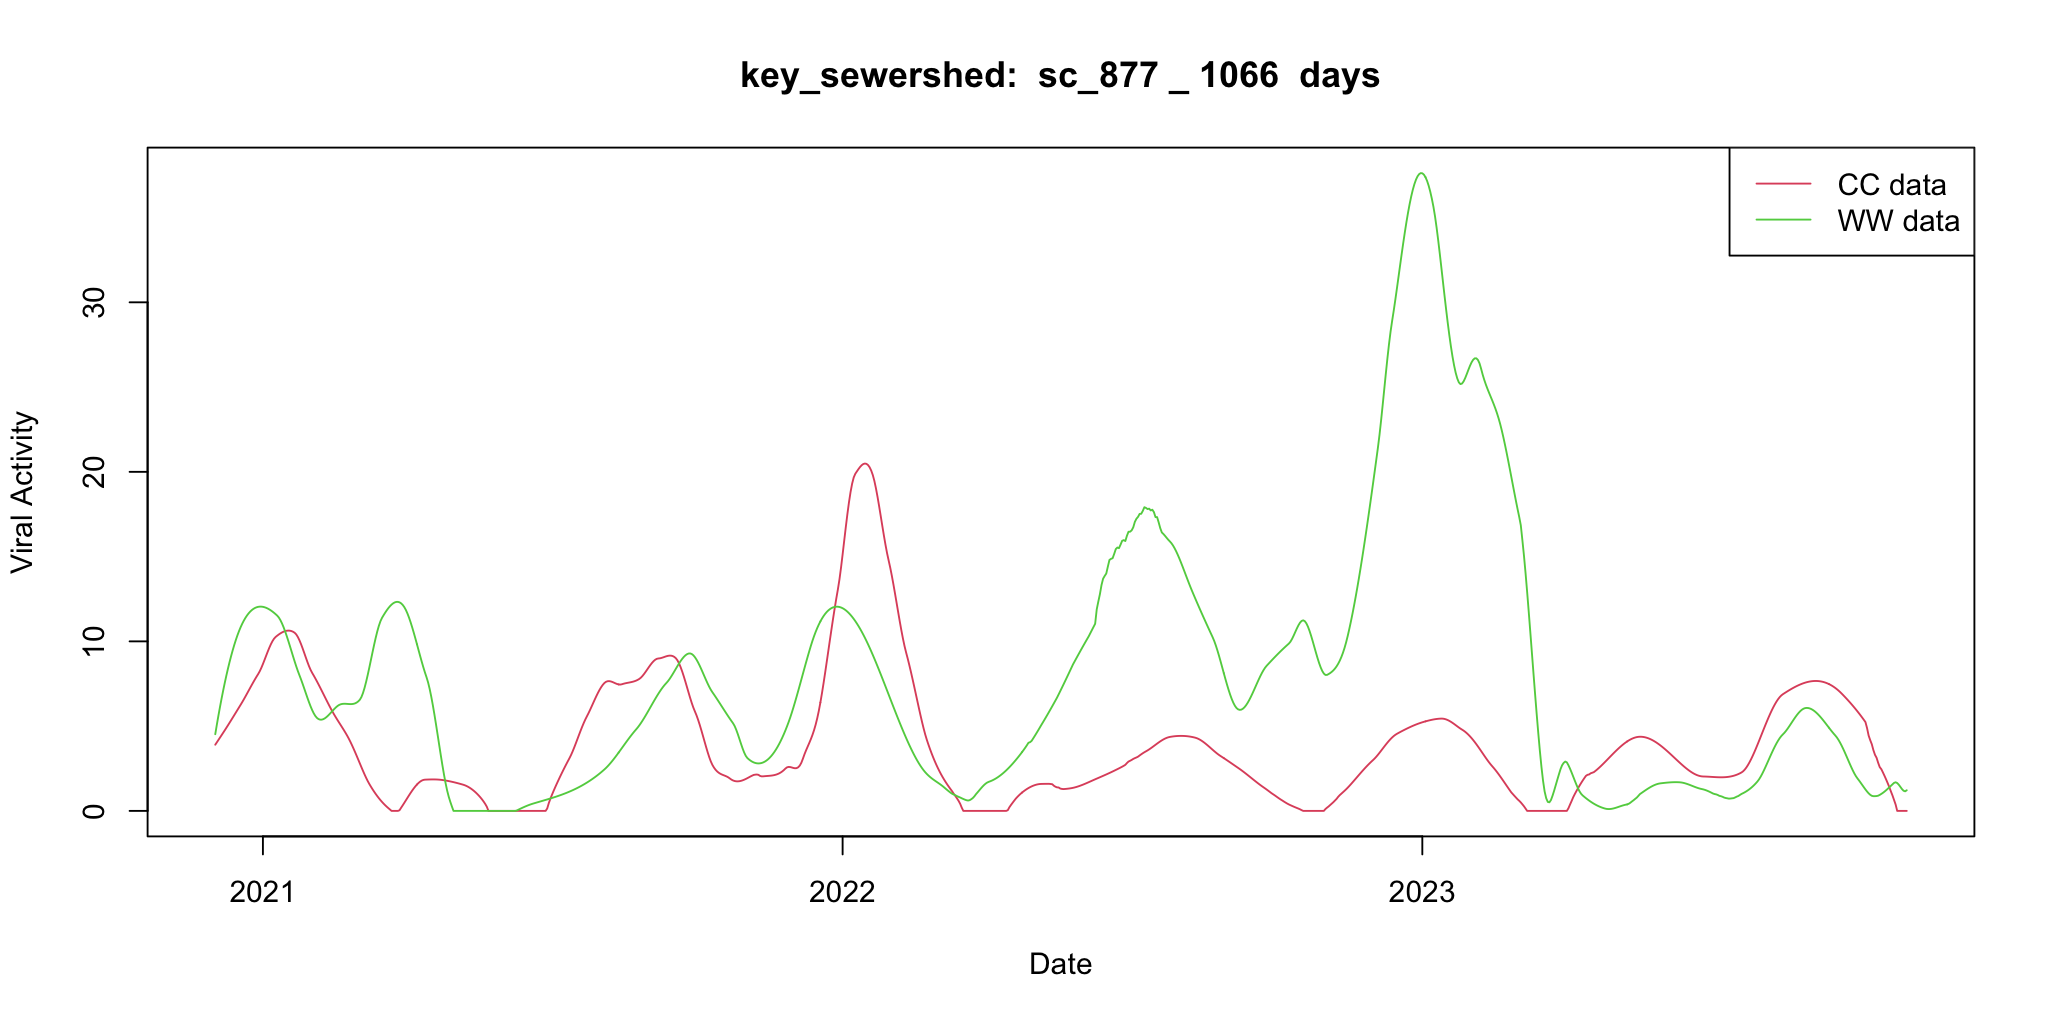 key_sewershed:  sc_877 _ 1066  days
CC data
WW data
Viral Activity
30
20
10
0
2021
2022
2023
Date